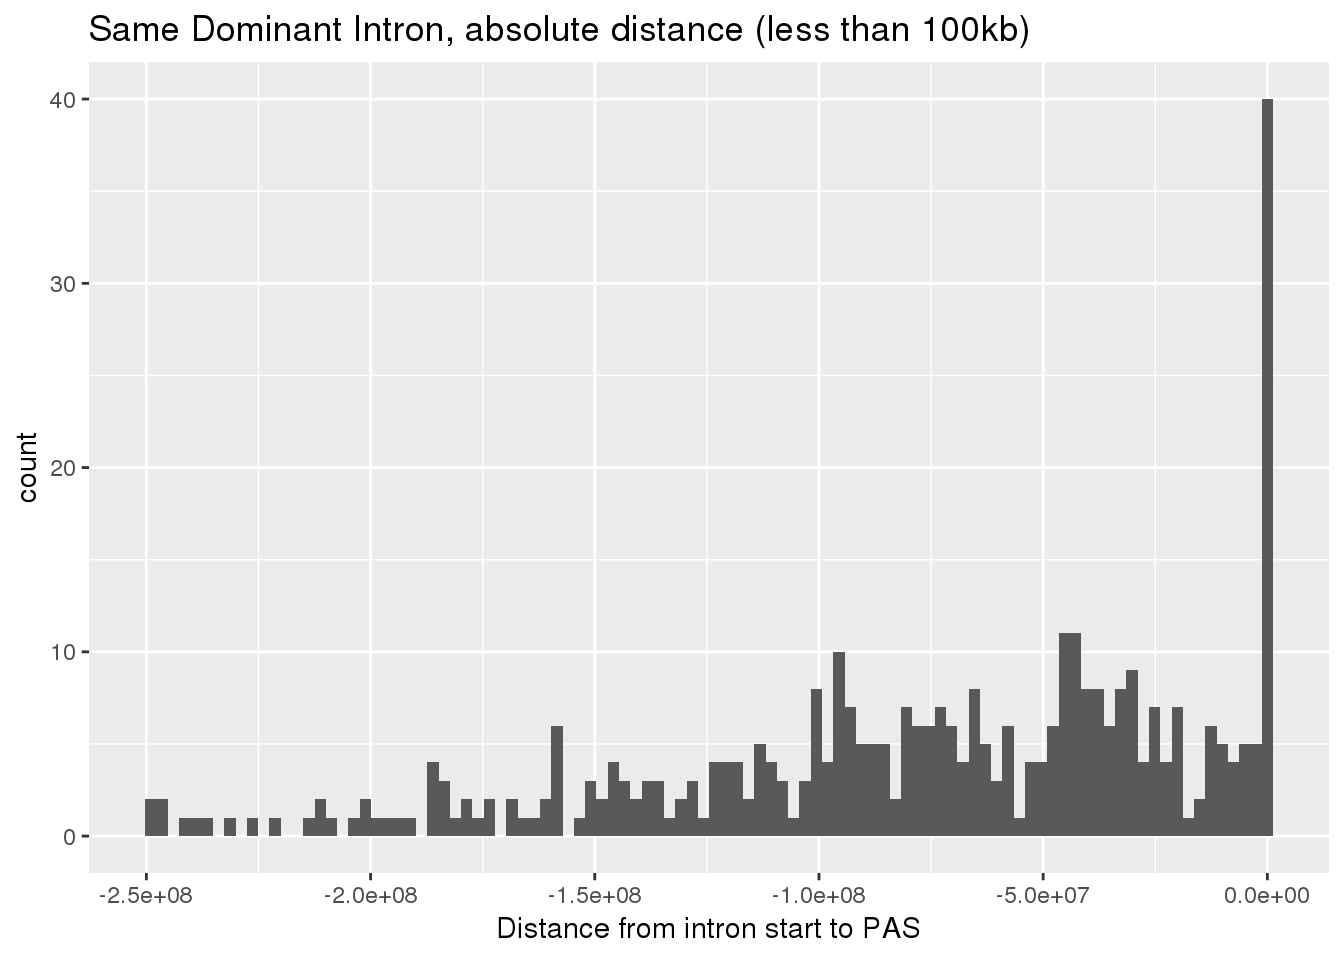 Same Dominant Intron, absolute distance (less than 100kb)
40
30
20
10
0
count
-2.5e+08 -2.0e+08 -1.5e+08 -1.0e+08 -5.0e+07 0.0e+00
Distance from intron start to PAS